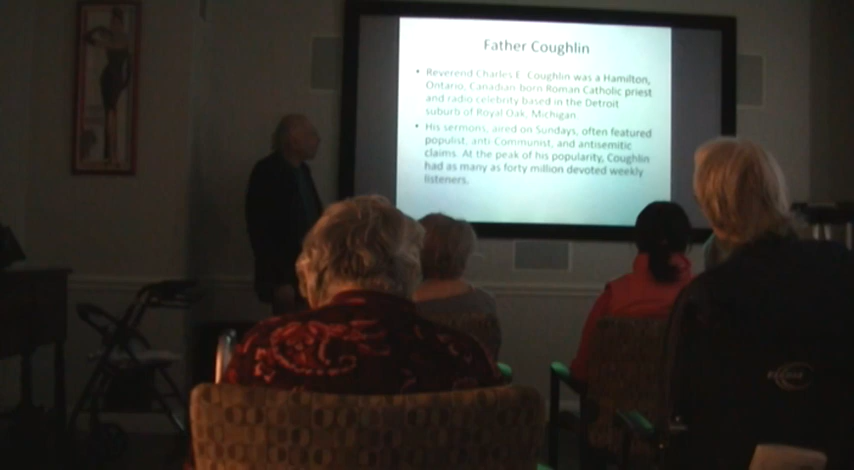 Father Coughlin
• Reverend Charles E. Coughlin was a Hamilton,
Ontario, Canadian born Roman Catholic priest
and radio celebrity based in the Detroit
suburb of Royal Oak, Michigan.
• His sermons, aired on Sundays, often featured
populist, anti Communist, and antisemitic
claims. At the peak of his popularity, Coughlin
had as many as forty million devoted weekly
listeners.